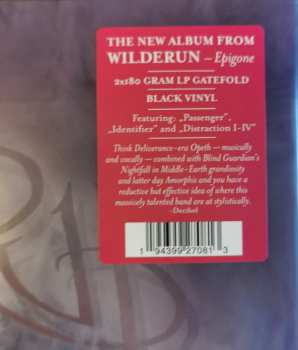 THE NEW ALBUM FROM
WILDERUN – Epigone
2x180 GRAM LP GATEFOLD
BLACK VINYL
Featuring: „Passenger",
„Identifier" and „Distraction I-IV"
Think Deliverance-era Opeth – musically
and vocally – combined with Blind Guardian's
Nightfall in Middle-Earth grandiosity
and latter day Amorphis and you have a
reductive but effective idea of where this
massively talented band are at stylistically.
-Decibel
1 94399 27081 3